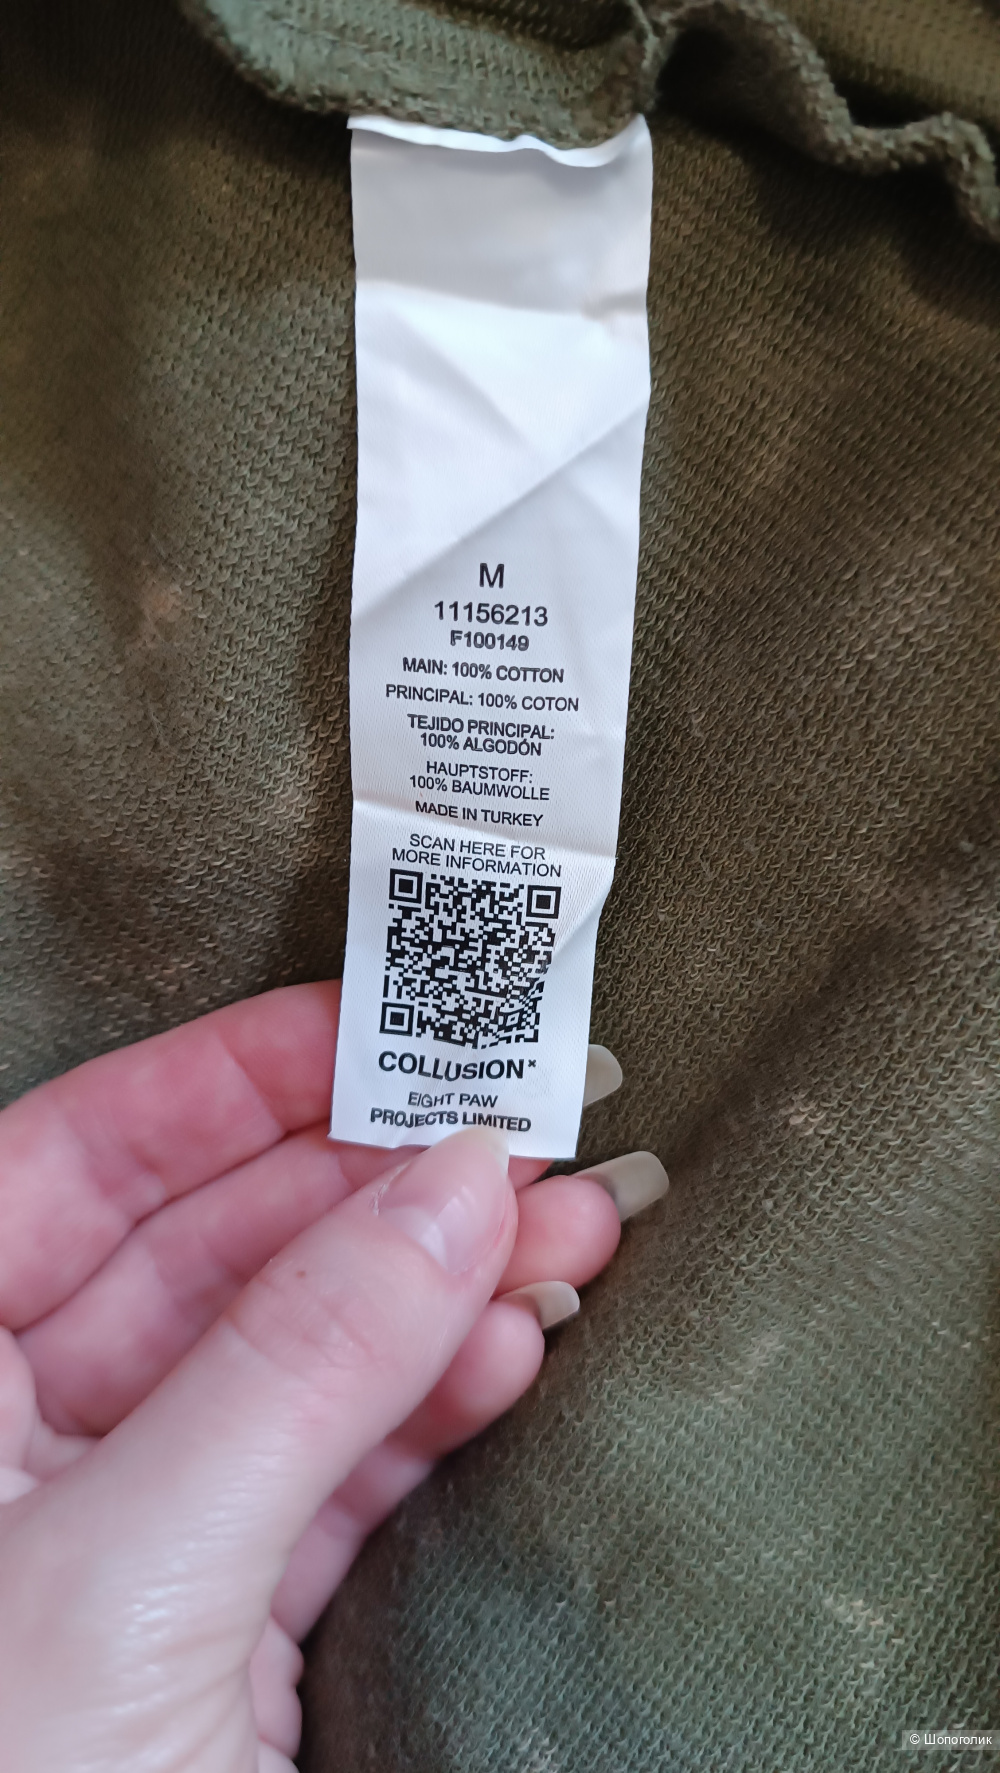 M
11156213
F100149
MAIN: 100% COTTON
PRINCIPAL: 100% COTON
TEJIDO PRINCIPAL:
100% ALGODÓN
HAUPTSTOFF:
100% BAUMWOLLE
MADE IN TURKEY
SCAN HERE FOR
MORE INFORMATION
COLLUSION×
EIGHT PAW
PROJECTS LIMITED
© Шопоголик